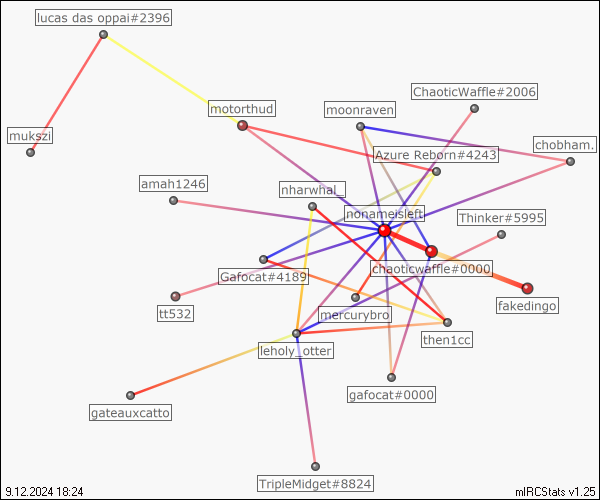 lucas das oppai#2396
ChaoticWaffle#2006
motorthud
moonraven
mukszi
chobham.
Azure Reborn#4243
amah1246
nharwhal_
nonameisleft
Thinker#5995
chaoticwaffle#0000
Gafocat#4189
fakedingo
tt532
mercurybro
then1cc
leholy_otter
gafocat#0000
gateauxcatto
TripleMidget#8824
9.12.2024 18:24
mIRCStats v1.25